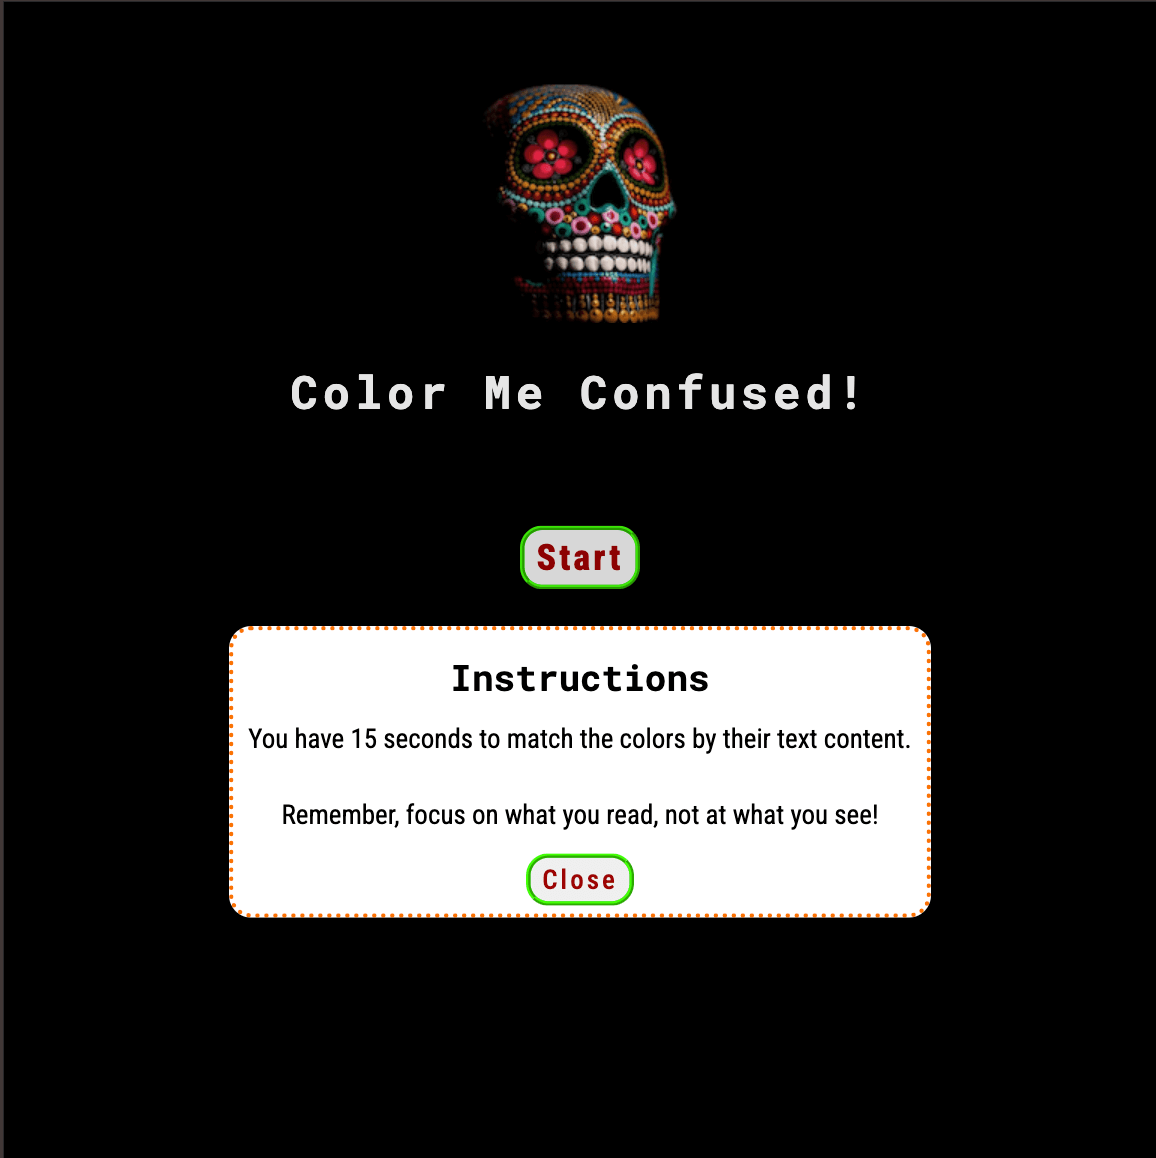 Color Me Confused!
Start
Instructions
You have 15 seconds to match the colors by their text content.
Remember, focus on what you read, not at what you see!
Close